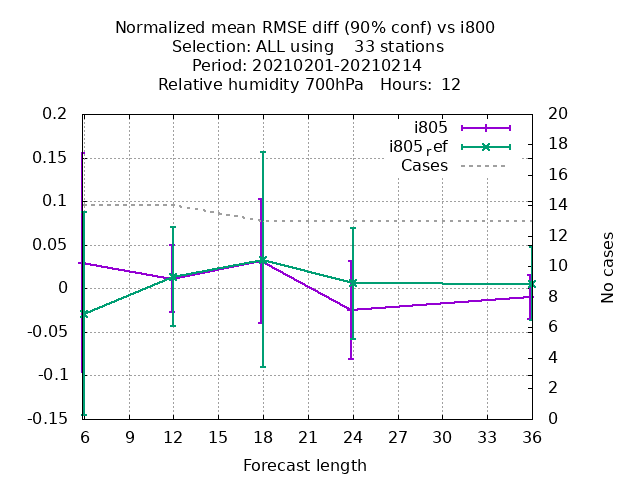 Normalized mean RMSE diff (90% conf) vs i800
Selection: ALL using    33 stations
Period: 20210201-20210214
Relative humidity 700hPa   Hours:  12
i805
i805ref
Cases
0.2
0.15
0.1
0.05
0
-0.05
-0.1
-0.15
20
18
16
14
12
10
8
6
4
2
0
No cases
6 9 12 15 18 21 24 27 30 33 36
Forecast length